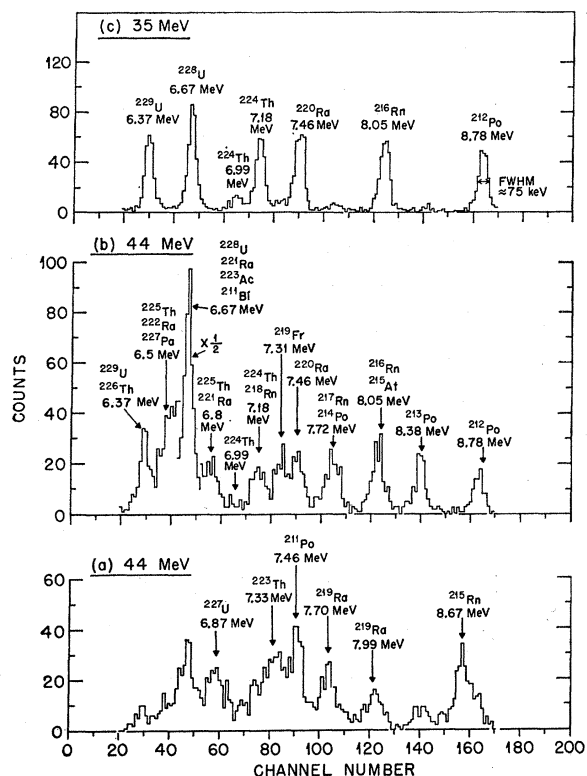 (c) 35 MeV
²²⁸U
6.67 MeV
²²⁹U
6.37 MeV
²²⁴Th
7.18
MeV
²²⁴Th
6.99
MeV
²²⁰Ra
7.46 MeV
²¹⁶Rn
8.05 MeV
²¹²Po
8.78 MeV
FWHM
≈75 keV
120
80
40
0
(b) 44 MeV
²²⁸U
²²¹Ra
²²³Ac
²¹¹Bi
6.67 MeV
X ½
²²⁵Th
²²²Ra
²²⁷Pa
6.5 MeV
²²⁹U
²²⁶Th
6.37 MeV
²²⁵Th
²²¹Ra
6.8
MeV
²²⁴Th
6.99
MeV
²²⁴Th
²¹⁸Rn
7.18
MeV
²¹⁹Fr
7.31 MeV
²²⁰Ra
7.46 MeV
²¹⁷Rn
²¹⁴Po
7.72 MeV
²¹⁶Rn
²¹⁵At
8.05 MeV
²¹³Po
8.38 MeV
²¹²Po
8.78 MeV
100
80
60
40
20
0
COUNTS
(a) 44 MeV
²¹¹Po
7.46 MeV
²²³Th
7.33 MeV
²²⁷U
6.87 MeV
²¹⁹Ra
7.70 MeV
²¹⁹Ra
7.99 MeV
²¹⁵Rn
8.67 MeV
60
40
20
0
0 20 40 60 80 100 120 140 160 180 200
CHANNEL NUMBER